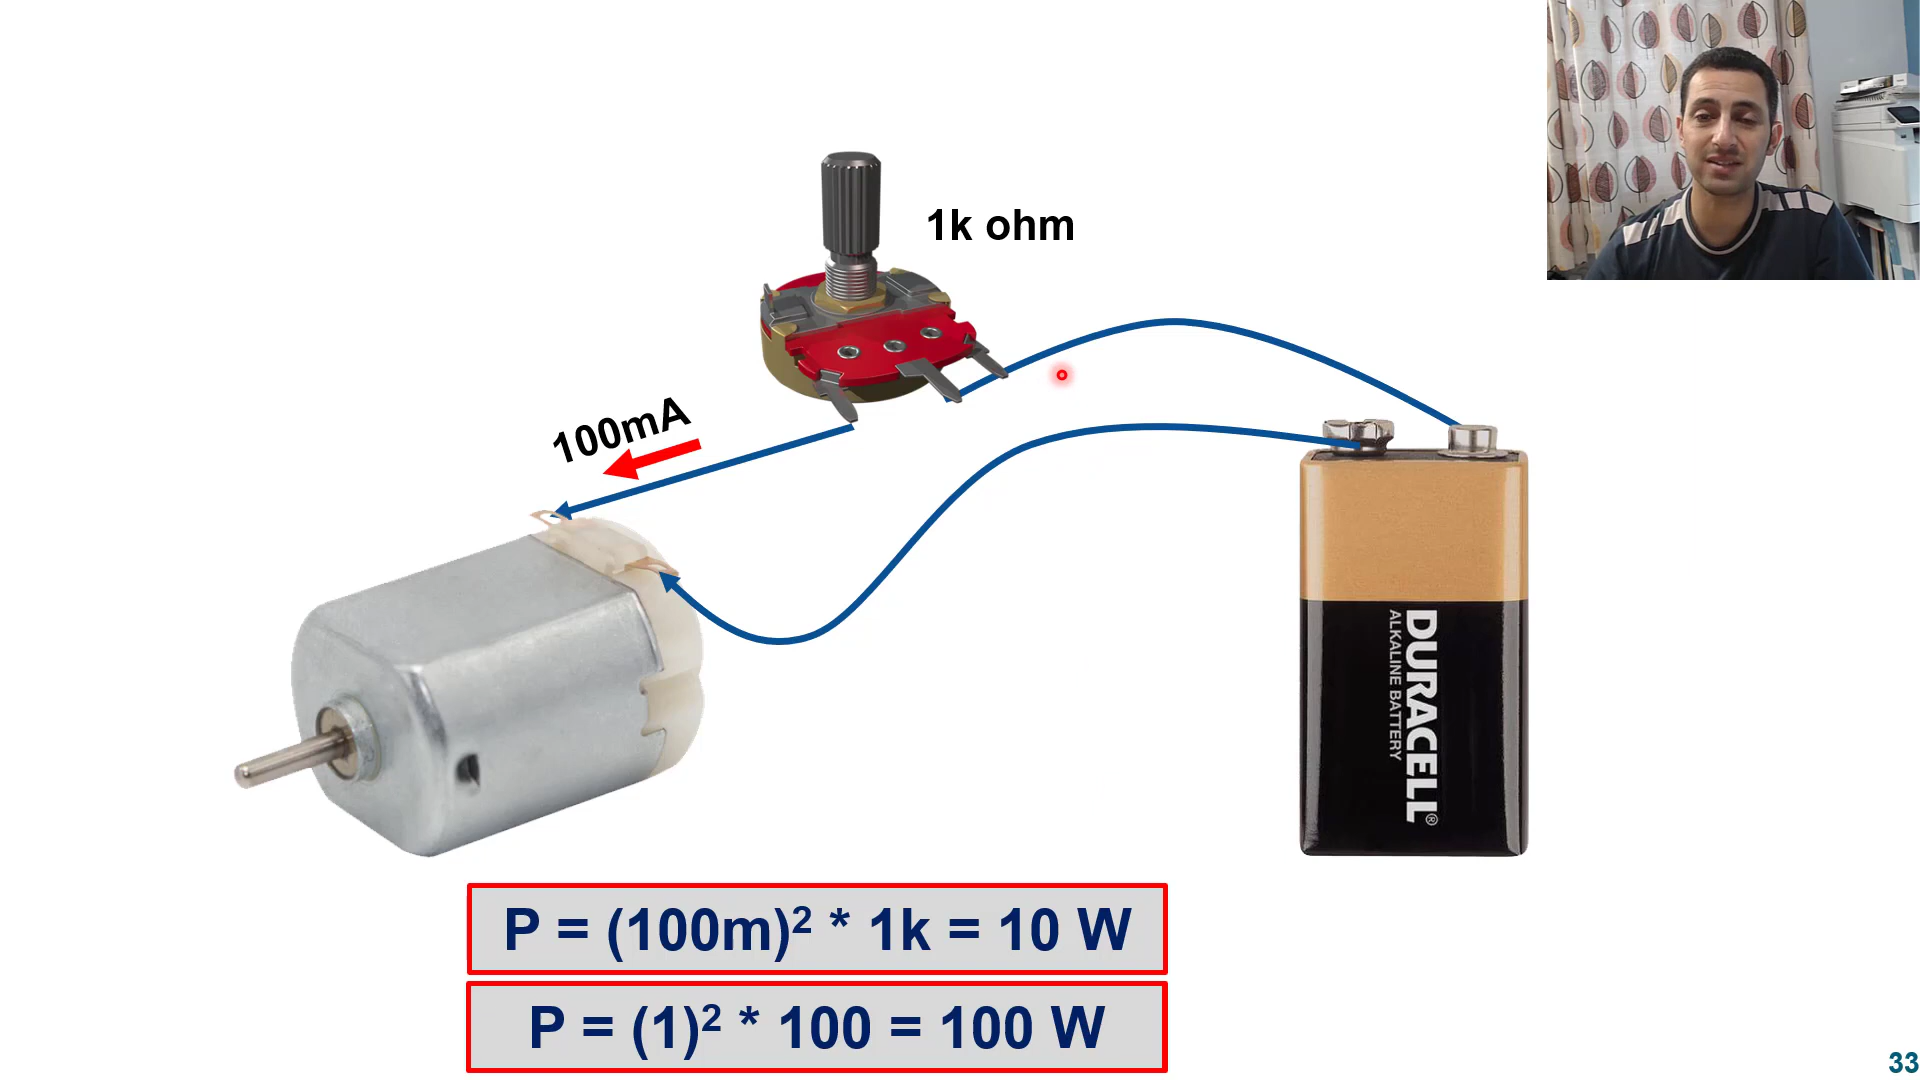 1k ohm
100mA
DURACELL®
ALKALINE BATTERY
P = (100m)² * 1k = 10 W
P = (1)² * 100 = 100 W
33